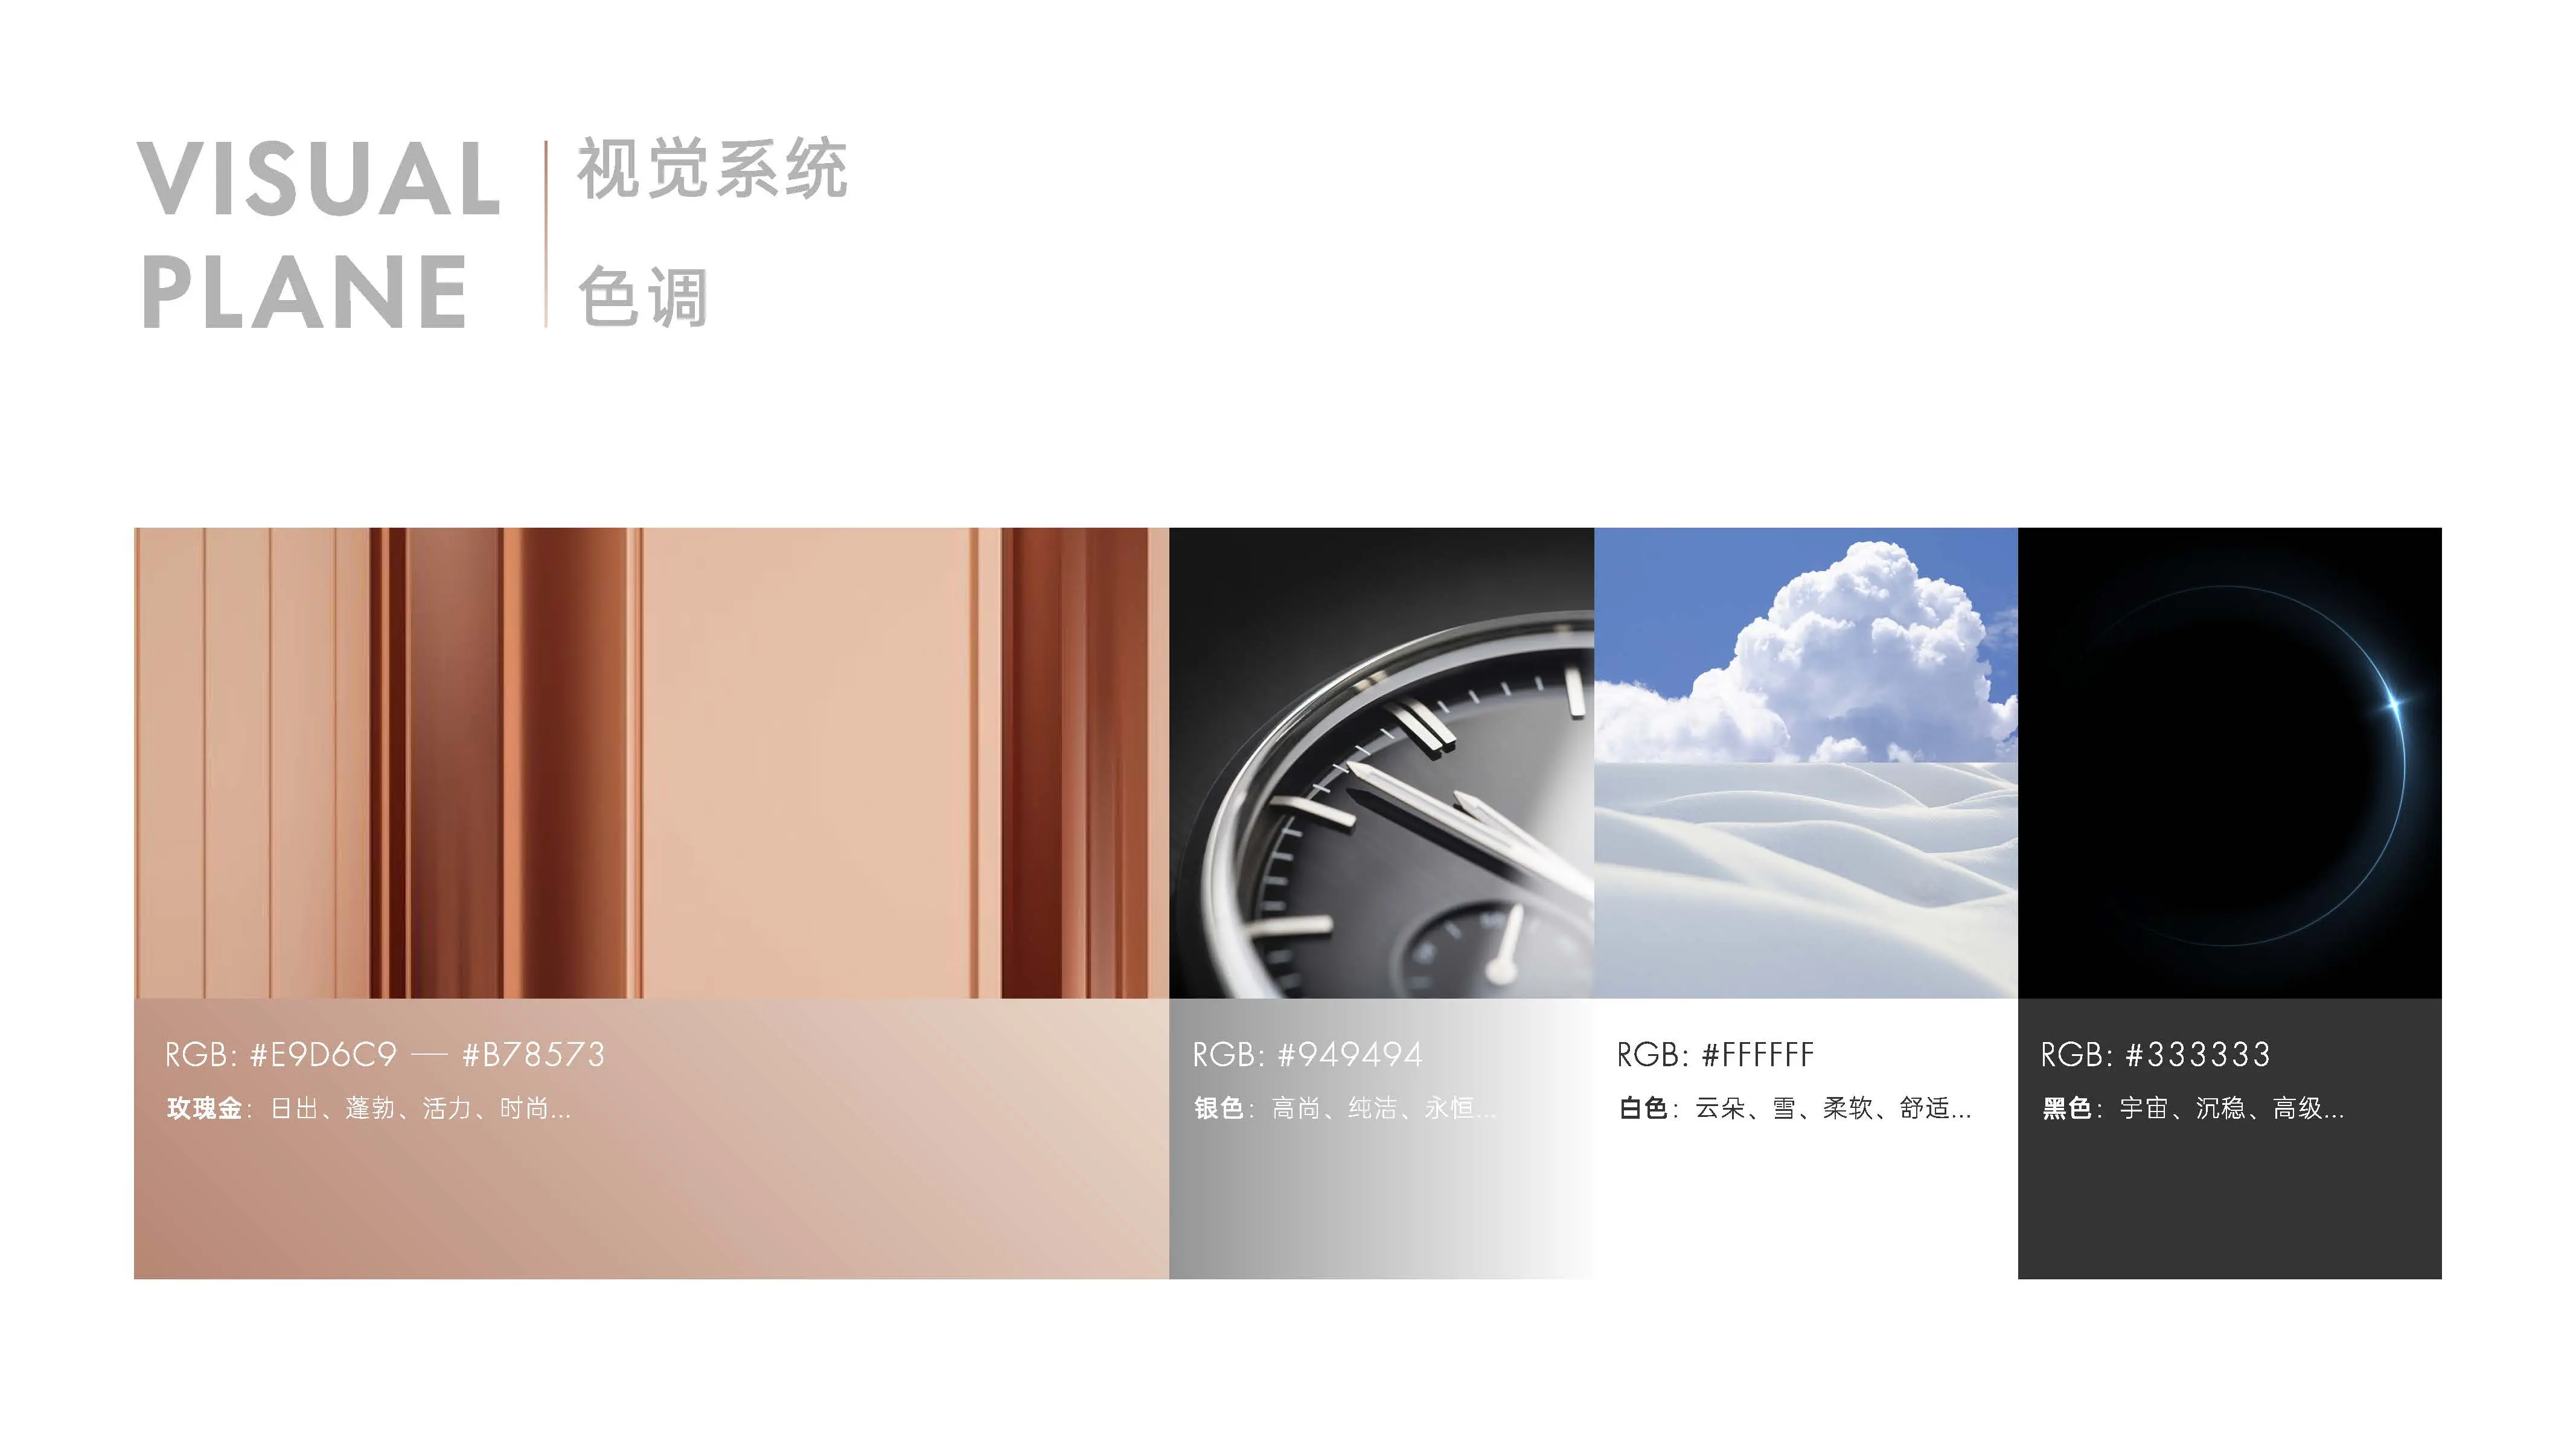 VISUAL
PLANE
视觉系统
色调
RGB: #E9D6C9 — #B78573
玫瑰金：日出、蓬勃、活力、时尚...
RGB: #949494
银色：高尚、纯洁、永恒...
RGB: #FFFFFF
白色：云朵、雪、柔软、舒适...
RGB: #333333
黑色：宇宙、沉稳、高级...